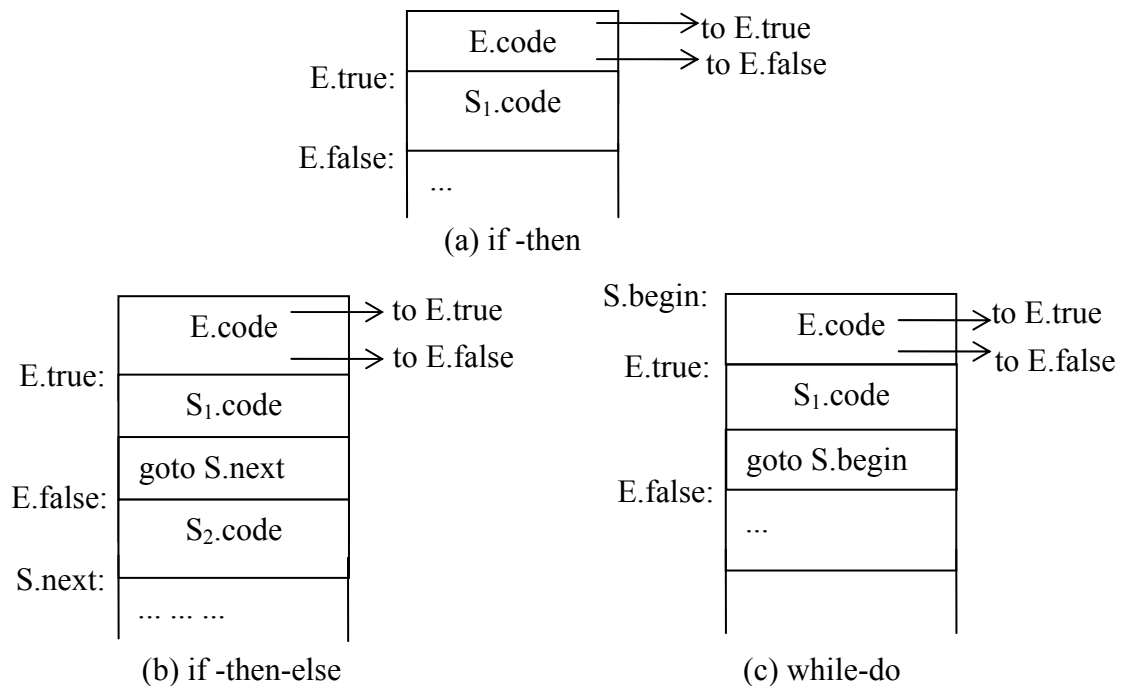 E.code
to E.true
to E.false
E.true:
S₁.code
E.false:
...
(a) if -then
E.code
to E.true
to E.false
E.true:
S₁.code
goto S.next
E.false:
S₂.code
S.next:
... ... ...
(b) if -then-else
S.begin:
E.code
to E.true
to E.false
E.true:
S₁.code
goto S.begin
E.false:
...
(c) while-do